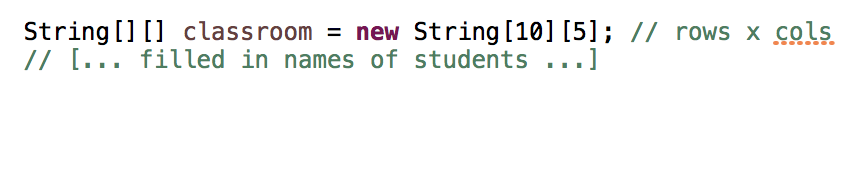 String[][] classroom = new String[10][5]; // rows x cols
// [... filled in names of students ...]